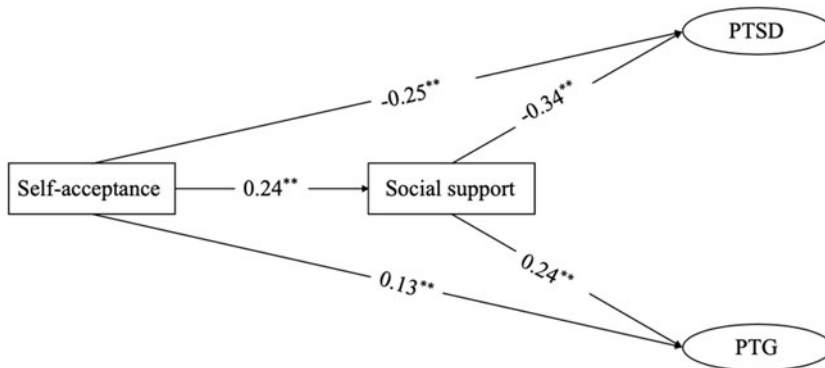 PTSD
-0.25**
-0.34**
Self-acceptance
0.24**
Social support
0.13**
0.24**
PTG